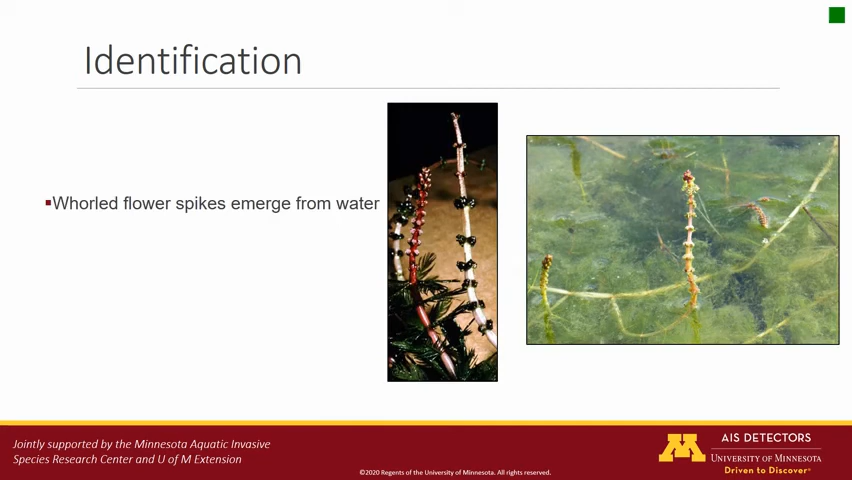 Identification
▪Whorled flower spikes emerge from water
Jointly supported by the Minnesota Aquatic Invasive
Species Research Center and U of M Extension
©2020 Regents of the University of Minnesota. All rights reserved.
M
AIS DETECTORS
UNIVERSITY OF MINNESOTA
Driven to Discover®